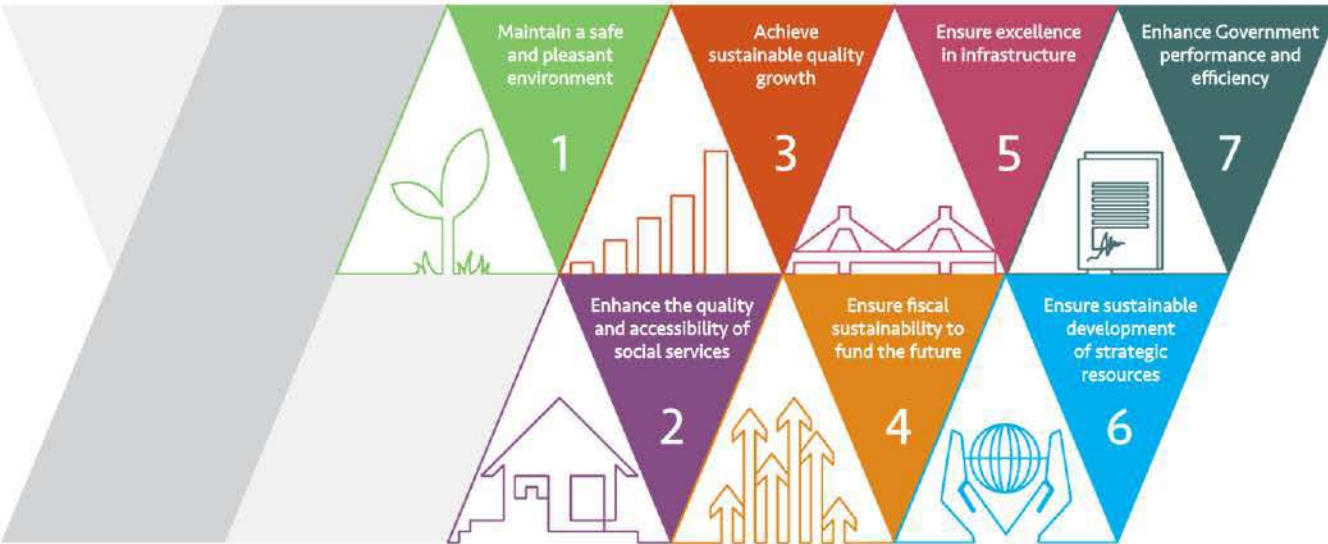 Maintain a safe
and pleasant
environment
1
Enhance the quality
and accessibility of
social services
2
Achieve
sustainable quality
growth
3
Ensure fiscal
sustainability to
fund the future
4
Ensure excellence
in infrastructure
5
Ensure sustainable
development
of strategic
resources
6
Enhance Government
performance and
efficiency
7